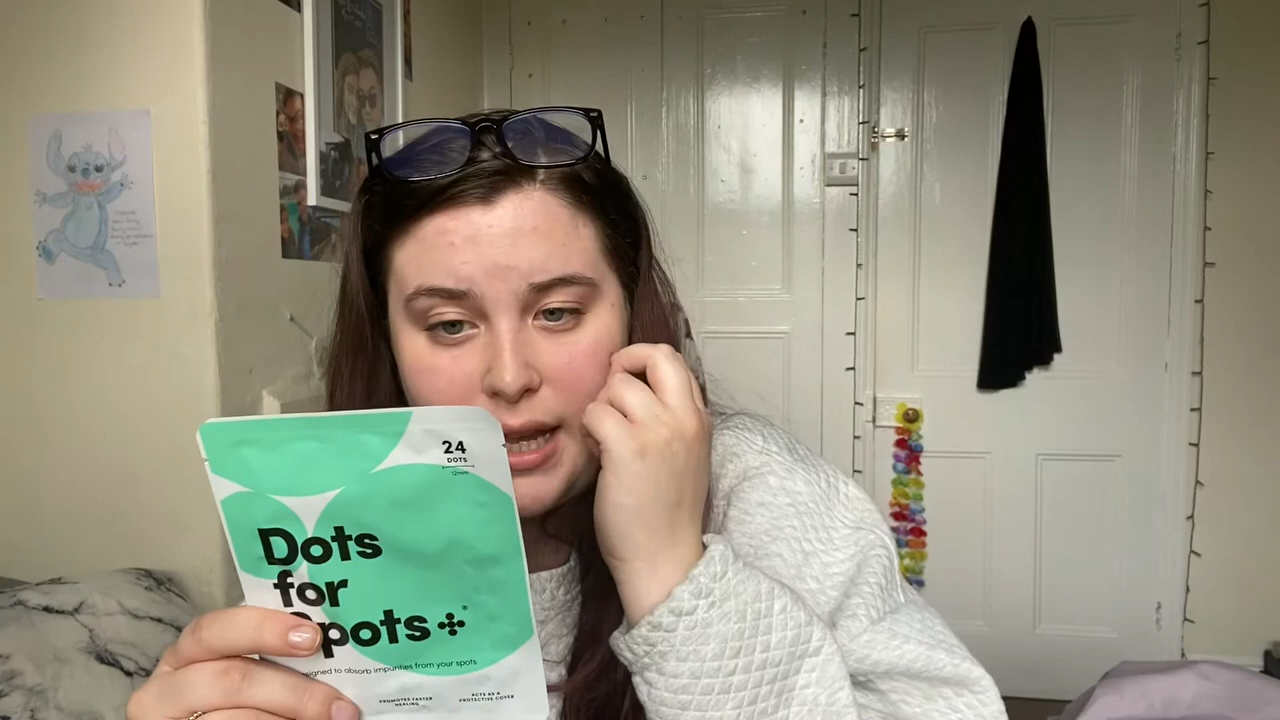 24
DOTS
12mm
Dots
for
pots
®
igned to absorb impurities from your spots
PROMOTES FASTER
HEALING
ACTS AS A
PROTECTIVE COVER